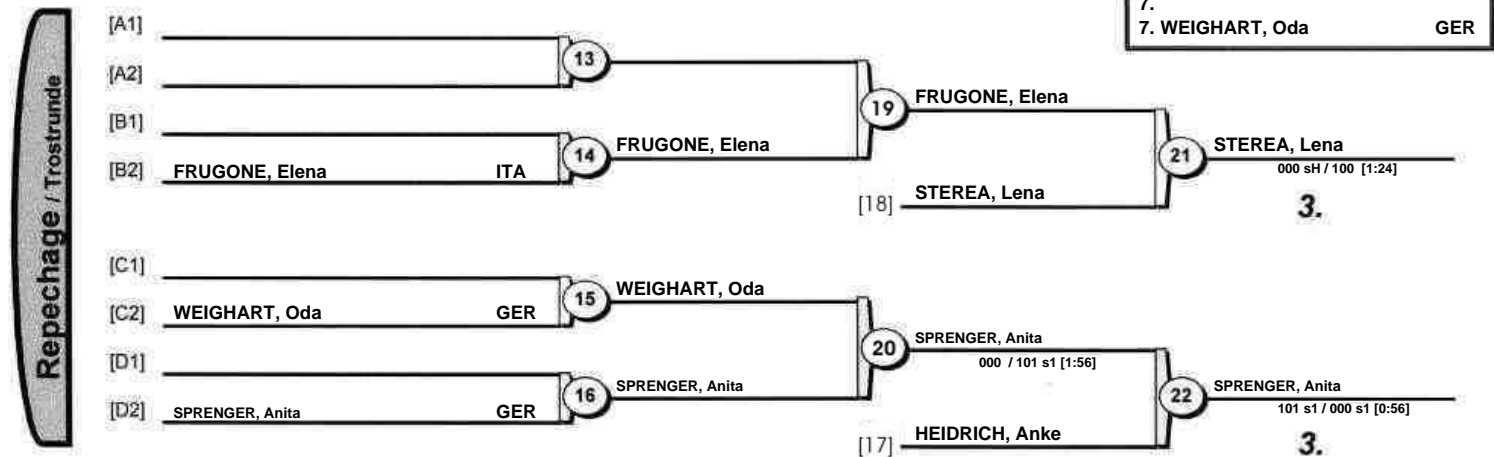 7.
7. WEIGHART, Oda GER
Repechage / Trostrunde
[A1]
13
[A2]
19 FRUGONE, Elena
[B1]
14 FRUGONE, Elena
21 STEREA, Lena
000 sH / 100 [1:24]
[B2] FRUGONE, Elena ITA
[18] STEREA, Lena
3.
[C1]
15 WEIGHART, Oda
[C2] WEIGHART, Oda GER
20 SPRENGER, Anita
000 / 101 s1 [1:56]
[D1]
16 SPRENGER, Anita
22 SPRENGER, Anita
101 s1 / 000 s1 [0:56]
[D2] SPRENGER, Anita GER
[17] HEIDRICH, Anke
3.